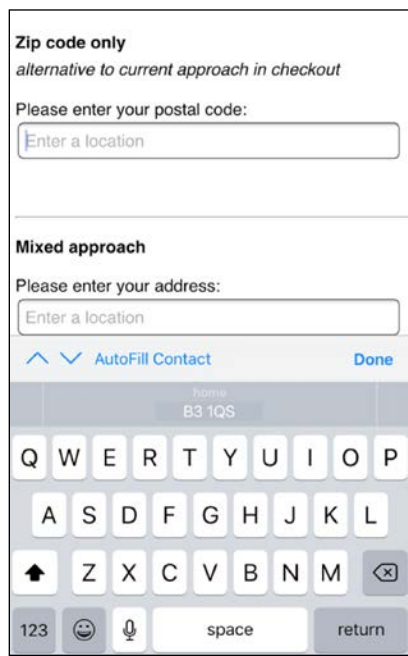 Zip code only
alternative to current approach in checkout
Please enter your postal code:
Enter a location
Mixed approach
Please enter your address:
Enter a location
AutoFill Contact Done
home
B3 1QS
Q W E R T Y U I O P
A S D F G H J K L
Z X C V B N M
123 space return